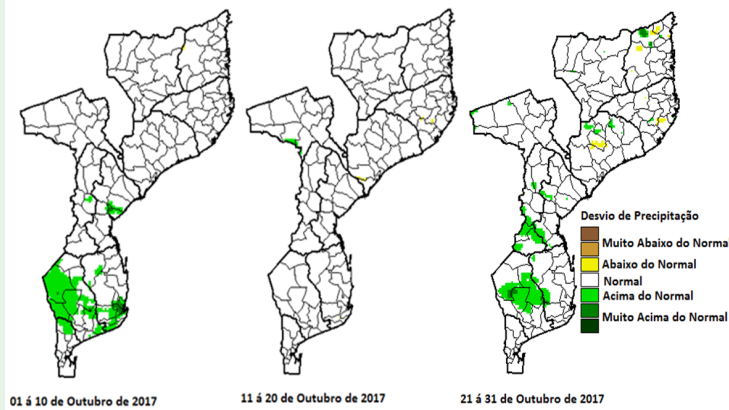 Desvio de Precipitação
Muito Abaixo do Normal
Abaixo do Normal
Normal
Acima do Normal
Muito Acima do Normal
01 á 10 de Outubro de 2017
11 á 20 de Outubro de 2017
21 á 31 de Outubro de 2017